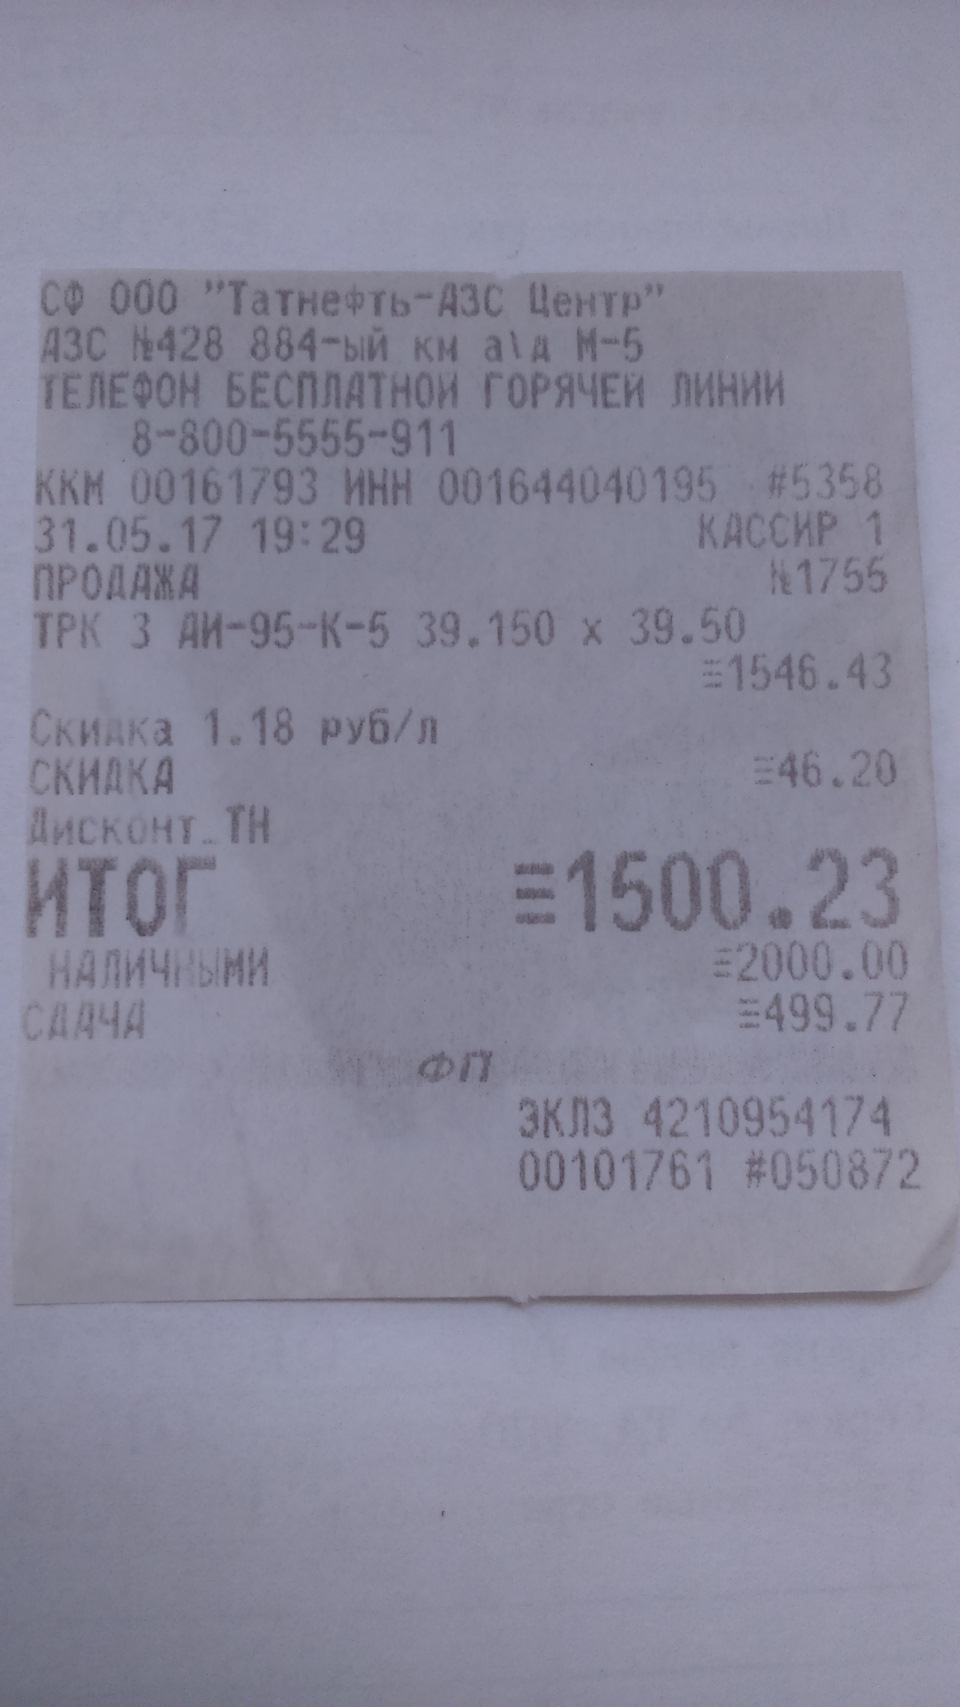 СФ ООО "Татнефть-АЗС Центр"
АЗС №428 884-ый км а\д М-5
ТЕЛЕФОН БЕСПЛАТНОЙ ГОРЯЧЕЙ ЛИНИИ
8-800-5555-911
ККМ 00161793 ИНН 001644040195 #5358
31.05.17 19:29 КАССИР 1
ПРОДАЖА №1755
ТРК 3 АИ-95-К-5 39.150 х 39.50
≡1546.43
Скидка 1.18 руб/л
СКИДКА ≡46.20
Дисконт_ТН
ИТОГ ≡1500.23
НАЛИЧНЫМИ ≡2000.00
СДАЧА ≡499.77
ФП
ЭКЛЗ 4210954174
00101761 #050872